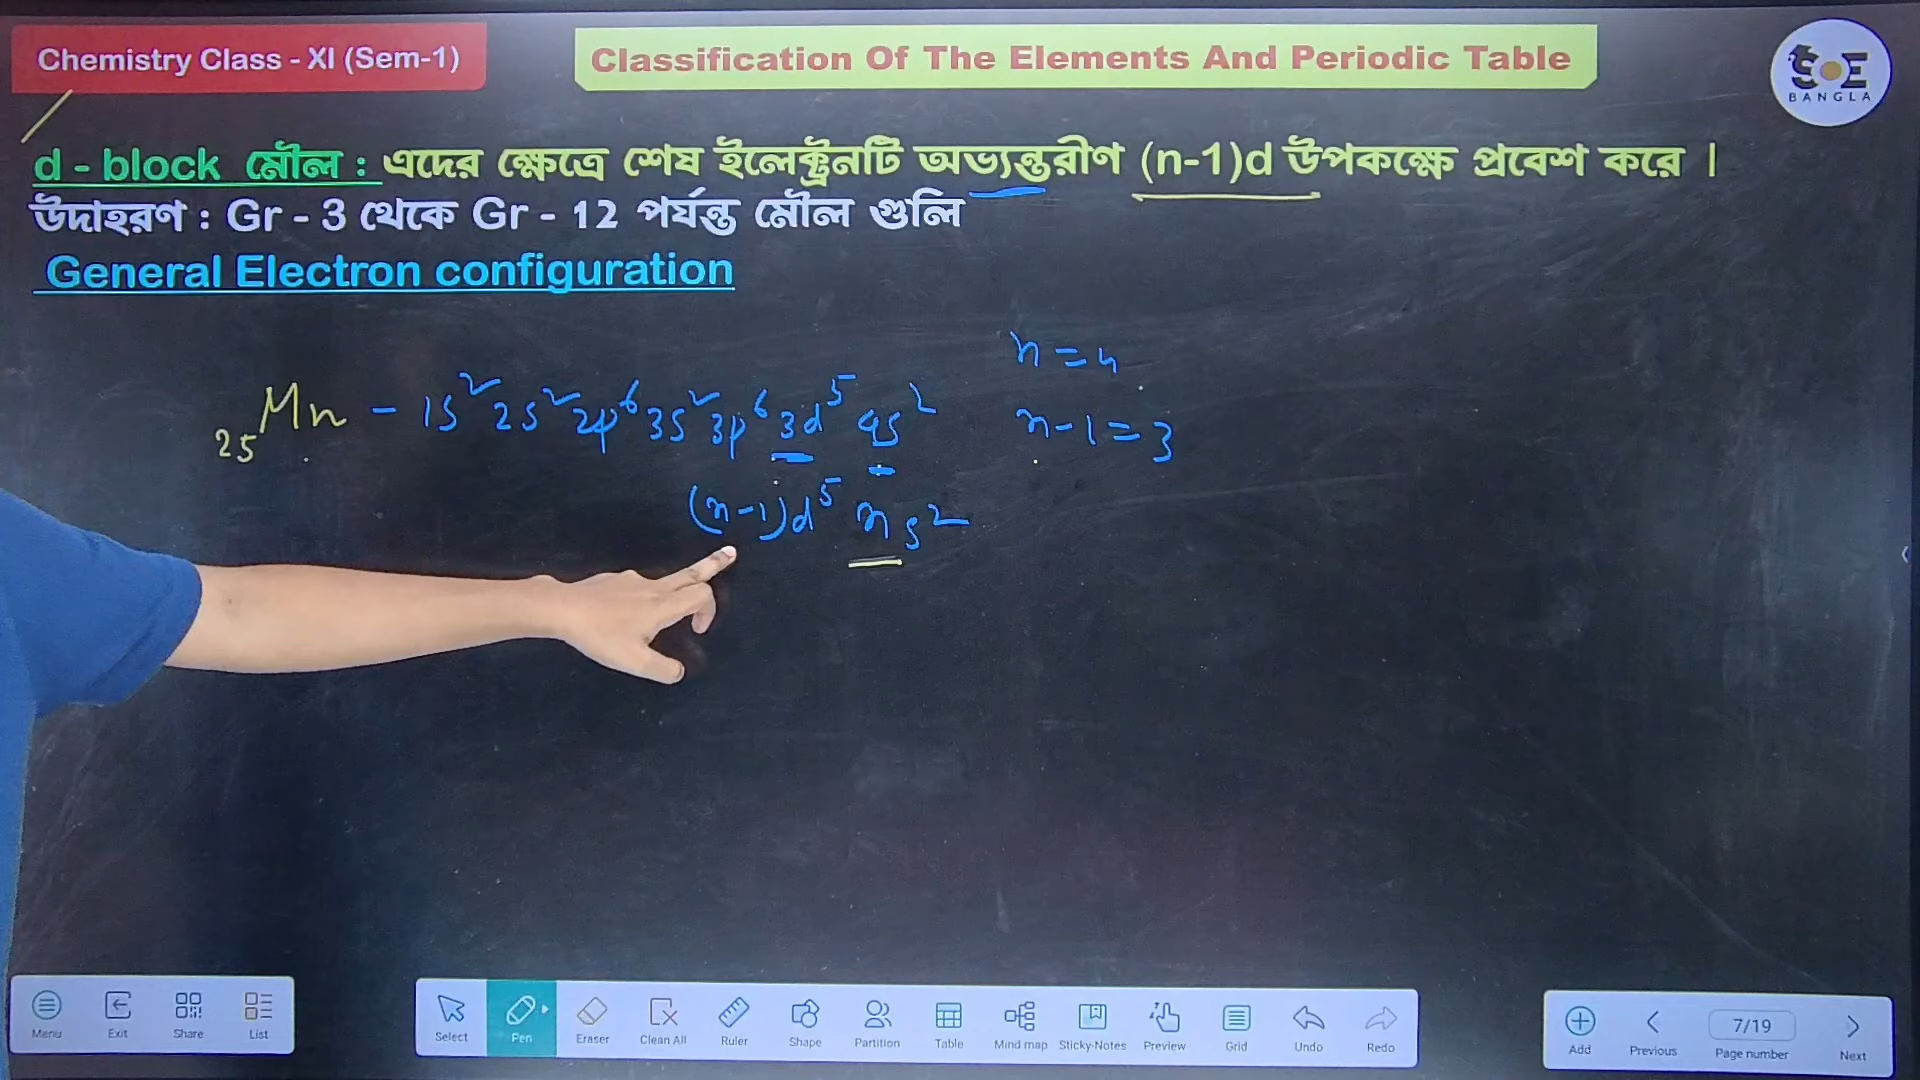 Chemistry Class - XI (Sem-1)
Classification Of The Elements And Periodic Table
SOE
BANGLA
d - block মৌল : এদের ক্ষেত্রে শেষ ইলেক্ট্রনটি অভ্যন্তরীণ (n-1)d উপকক্ষে প্রবেশ করে ।
উদাহরণ : Gr - 3 থেকে Gr - 12 পর্যন্ত মৌল গুলি
General Electron configuration
n = 4
₂₅Mn - 1s² 2s² 2p⁶ 3s² 3p⁶ 3d⁵ 4s²
n-1 = 3
(n-1)d⁵ ns²
Menu Exit Share List
Select Pen Eraser Clean All Ruler Shape Partition Table Mind map Sticky-Notes Preview Grid Undo Redo
Add Previous 7/19 Page number Next